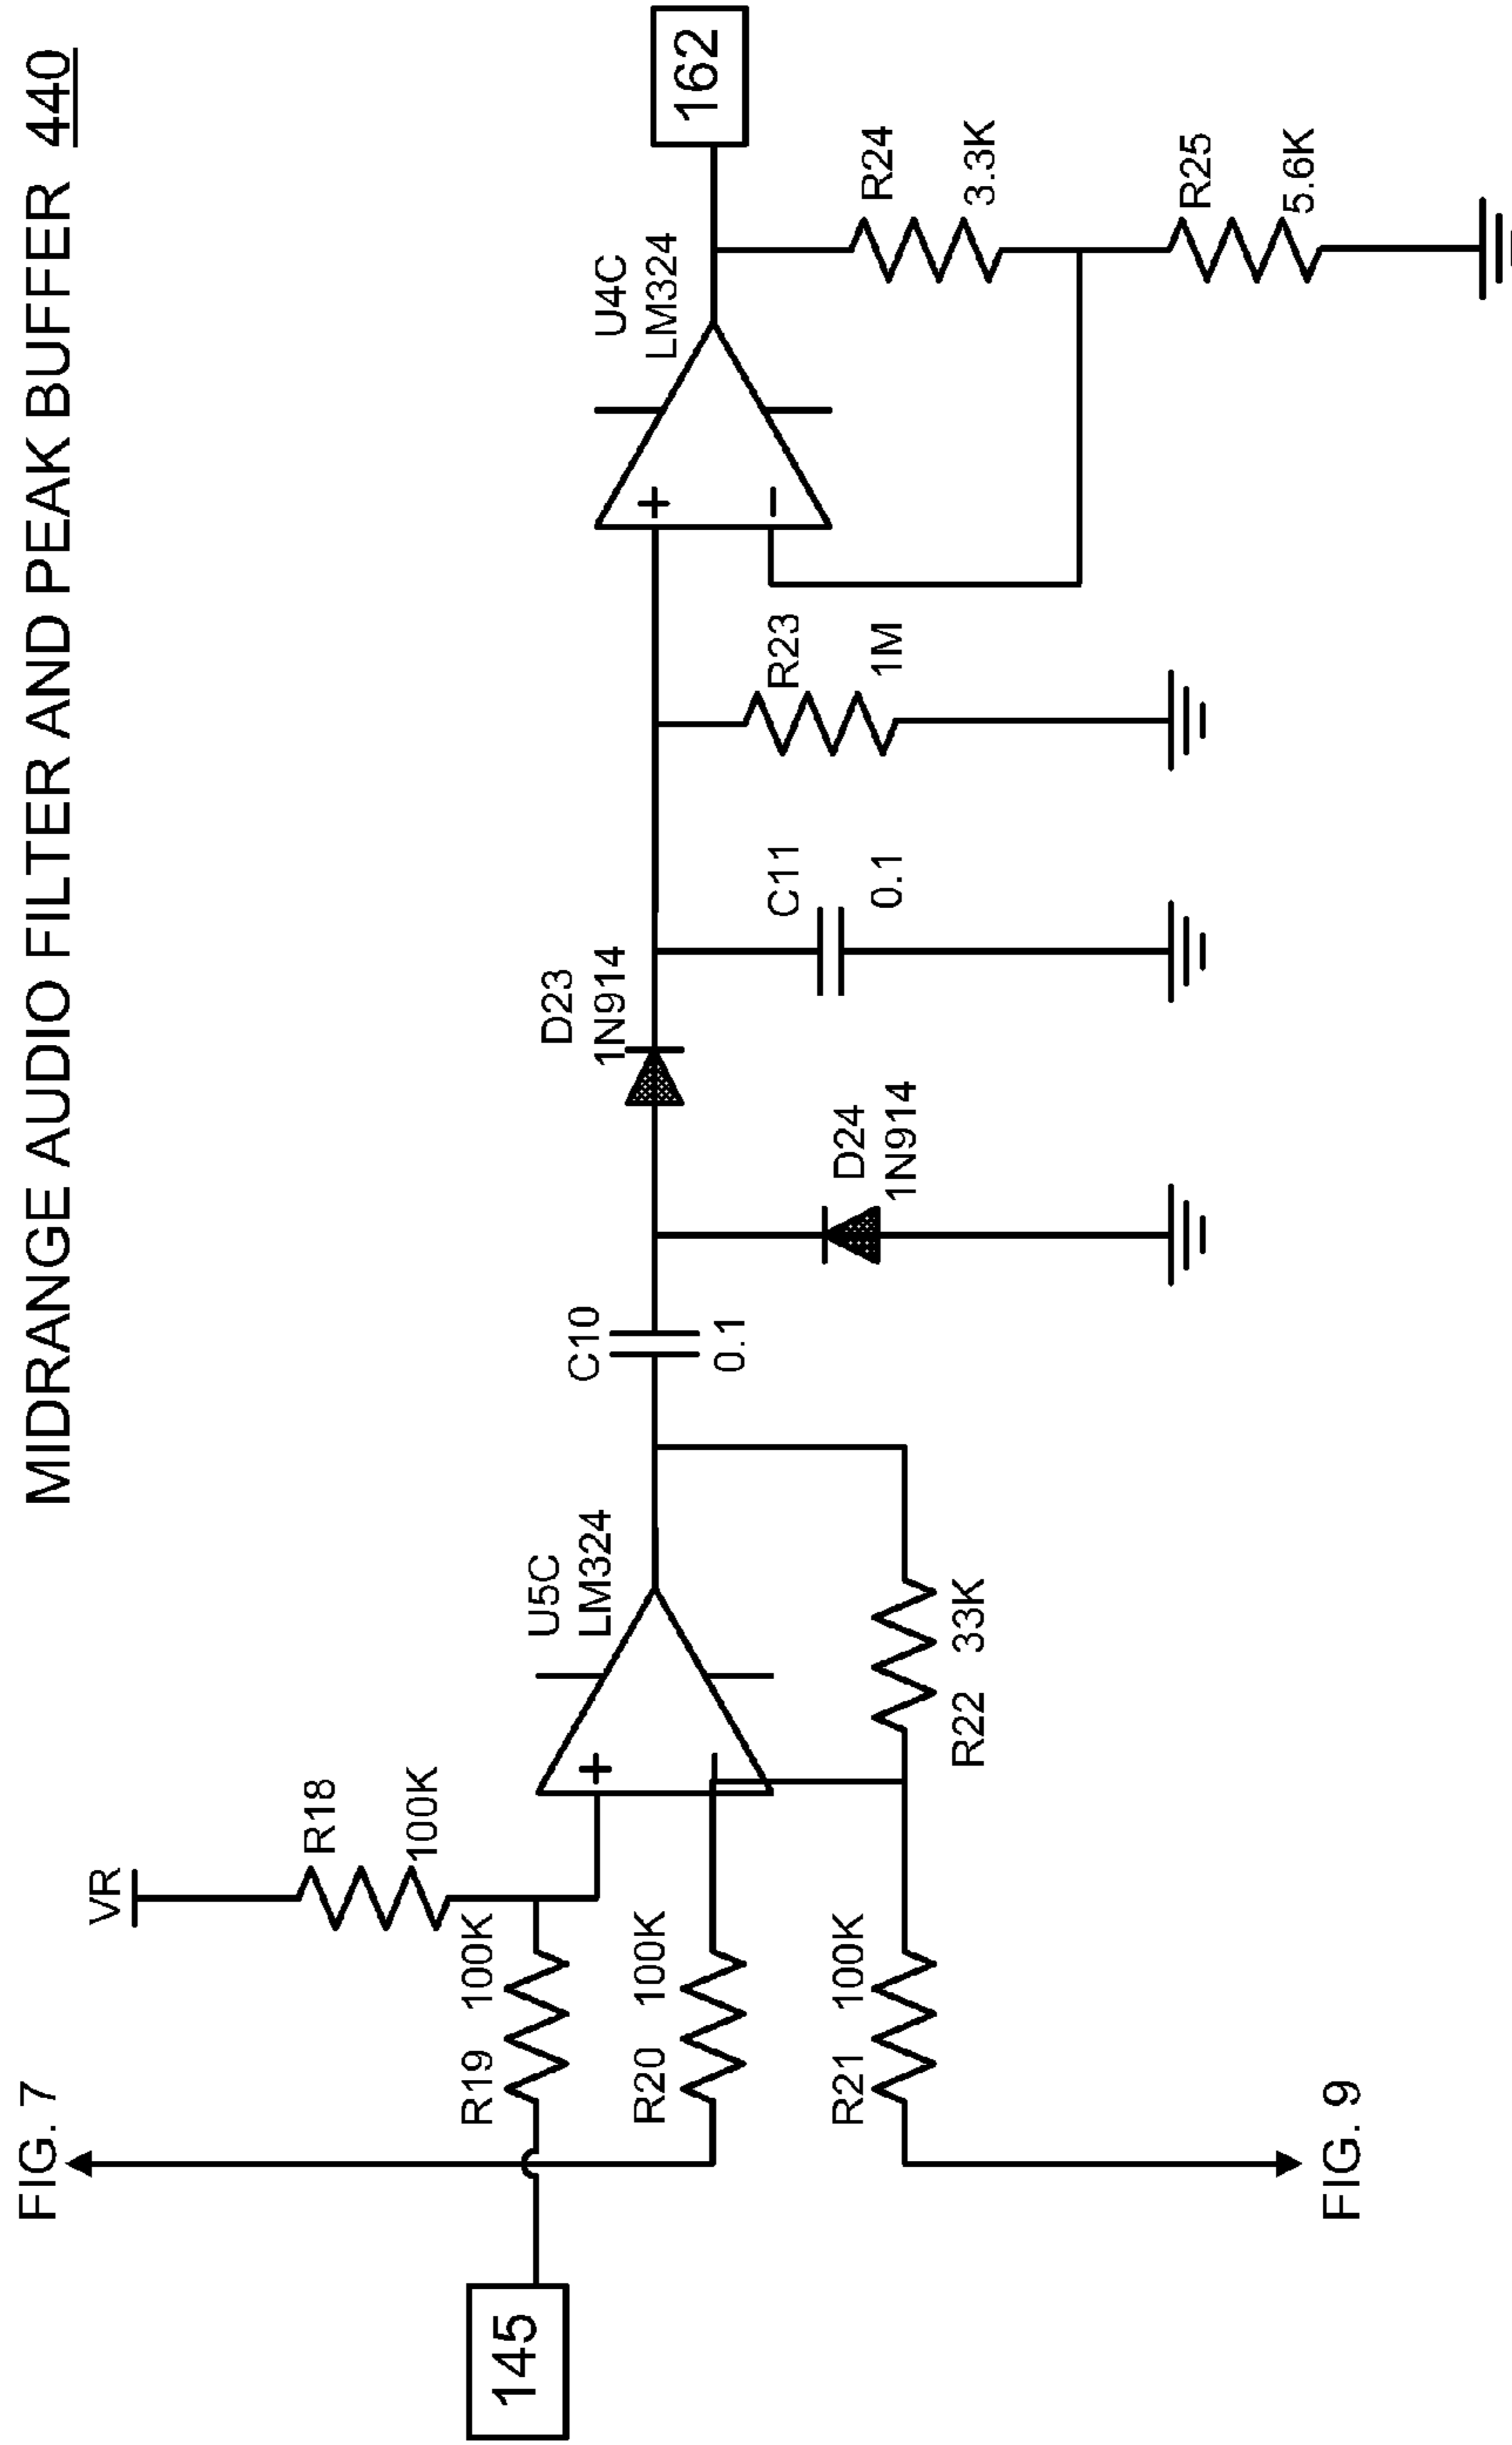 MIDRANGE AUDIO FILTER AND PEAK BUFFER 440
FIG. 7
VR
R18
100K
145
R19 100K
R20 100K
R21 100K
FIG. 9
U5C
LM324
+
-
R22 33K
C10
0.1
D24
1N914
D23
1N914
C11
0.1
R23
1M
U4C
LM324
+
-
162
R24
3.3K
R25
5.6K